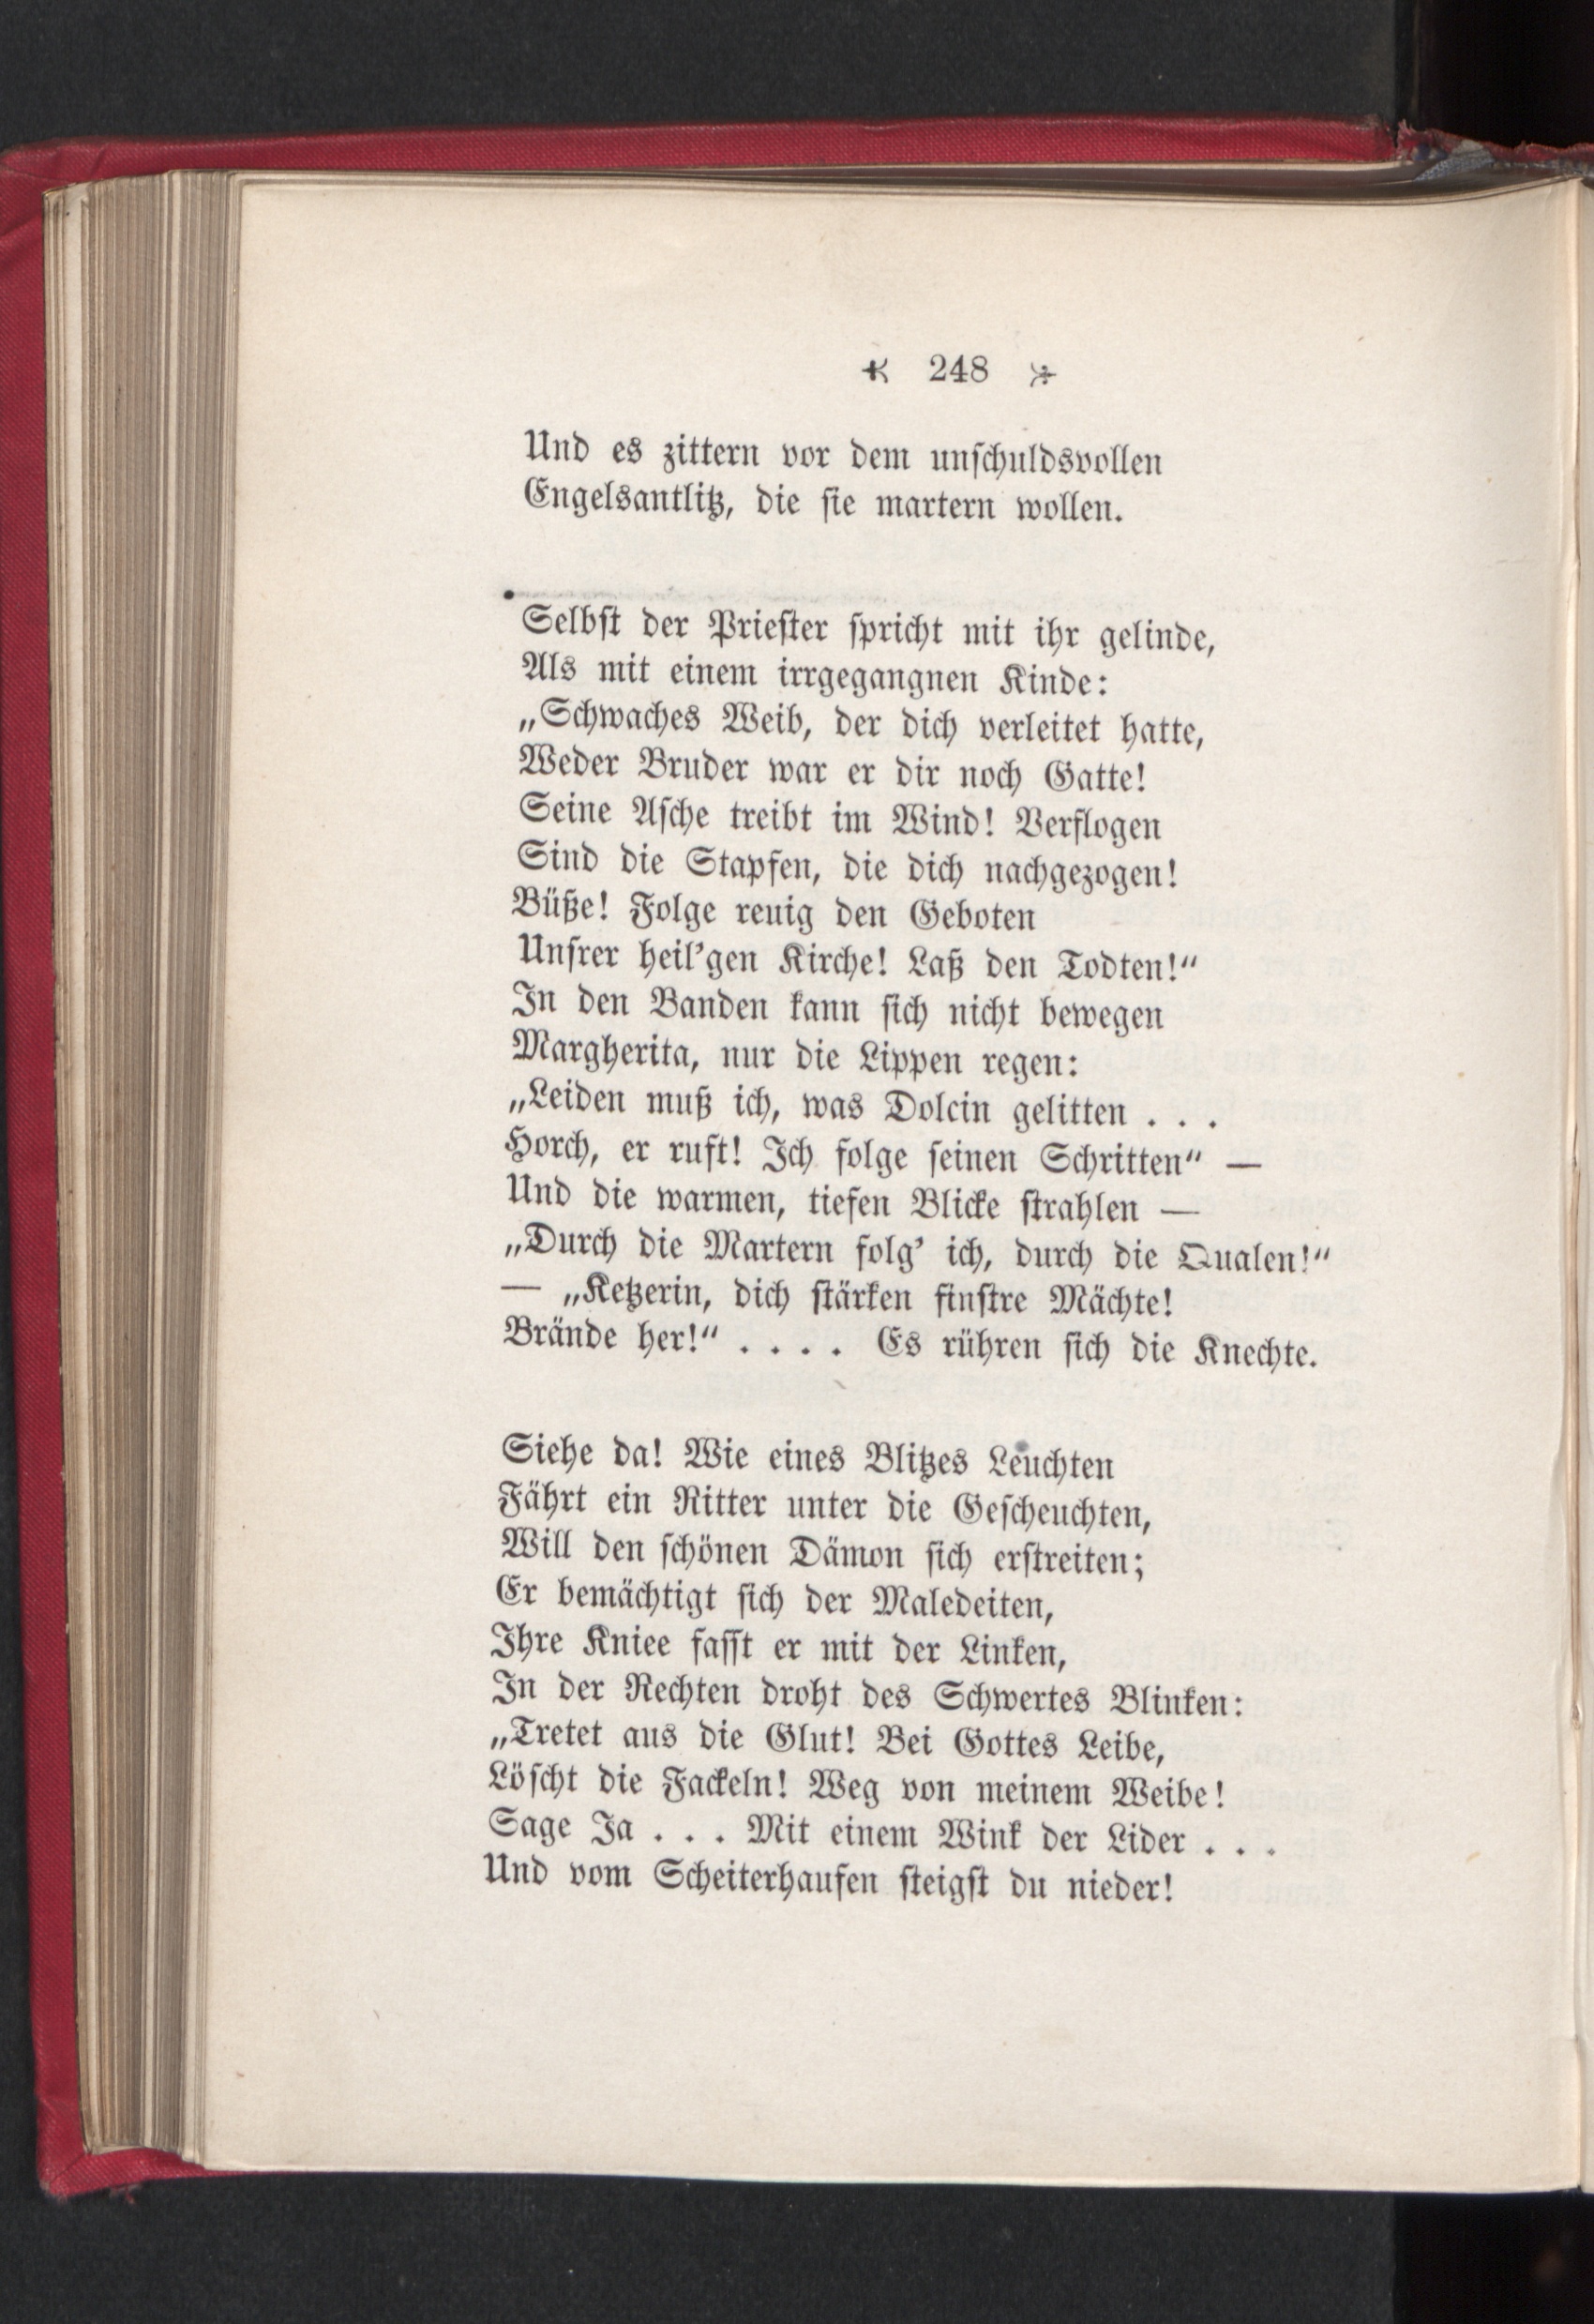 248
Und es zittern vor dem unschuldsvollen
Engelsantlitz, die sie martern wollen.
Selbst der Priester spricht mit ihr gelinde,
Als mit einem irrgegangnen Kinde:
„Schwaches Weib, der dich verleitet hatte,
Weder Bruder war er dir noch Gatte!
Seine Asche treibt im Wind! Verflogen
Sind die Stapfen, die dich nachgezogen!
Büße! Folge reuig den Geboten
Unsrer heil’gen Kirche! Laß den Todten!“
In den Banden kann sich nicht bewegen
Margherita, nur die Lippen regen:
„Leiden muß ich, was Dolcin gelitten . . .
Horch, er ruft! Ich folge seinen Schritten“ —
Und die warmen, tiefen Blicke strahlen —
„Durch die Martern folg’ ich, durch die Qualen!“
— „Ketzerin, dich stärken finstre Mächte!
Brände her!“ . . . . Es rühren sich die Knechte.
Siehe da! Wie eines Blitzes Leuchten
Fährt ein Ritter unter die Gescheuchten,
Will den schönen Dämon sich erstreiten;
Er bemächtigt sich der Maledeiten,
Ihre Kniee fasst er mit der Linken,
In der Rechten droht des Schwertes Blinken:
„Tretet aus die Glut! Bei Gottes Leibe,
Löscht die Fackeln! Weg von meinem Weibe!
Sage Ja . . . Mit einem Wink der Lider . . .
Und vom Scheiterhaufen steigst du nieder!